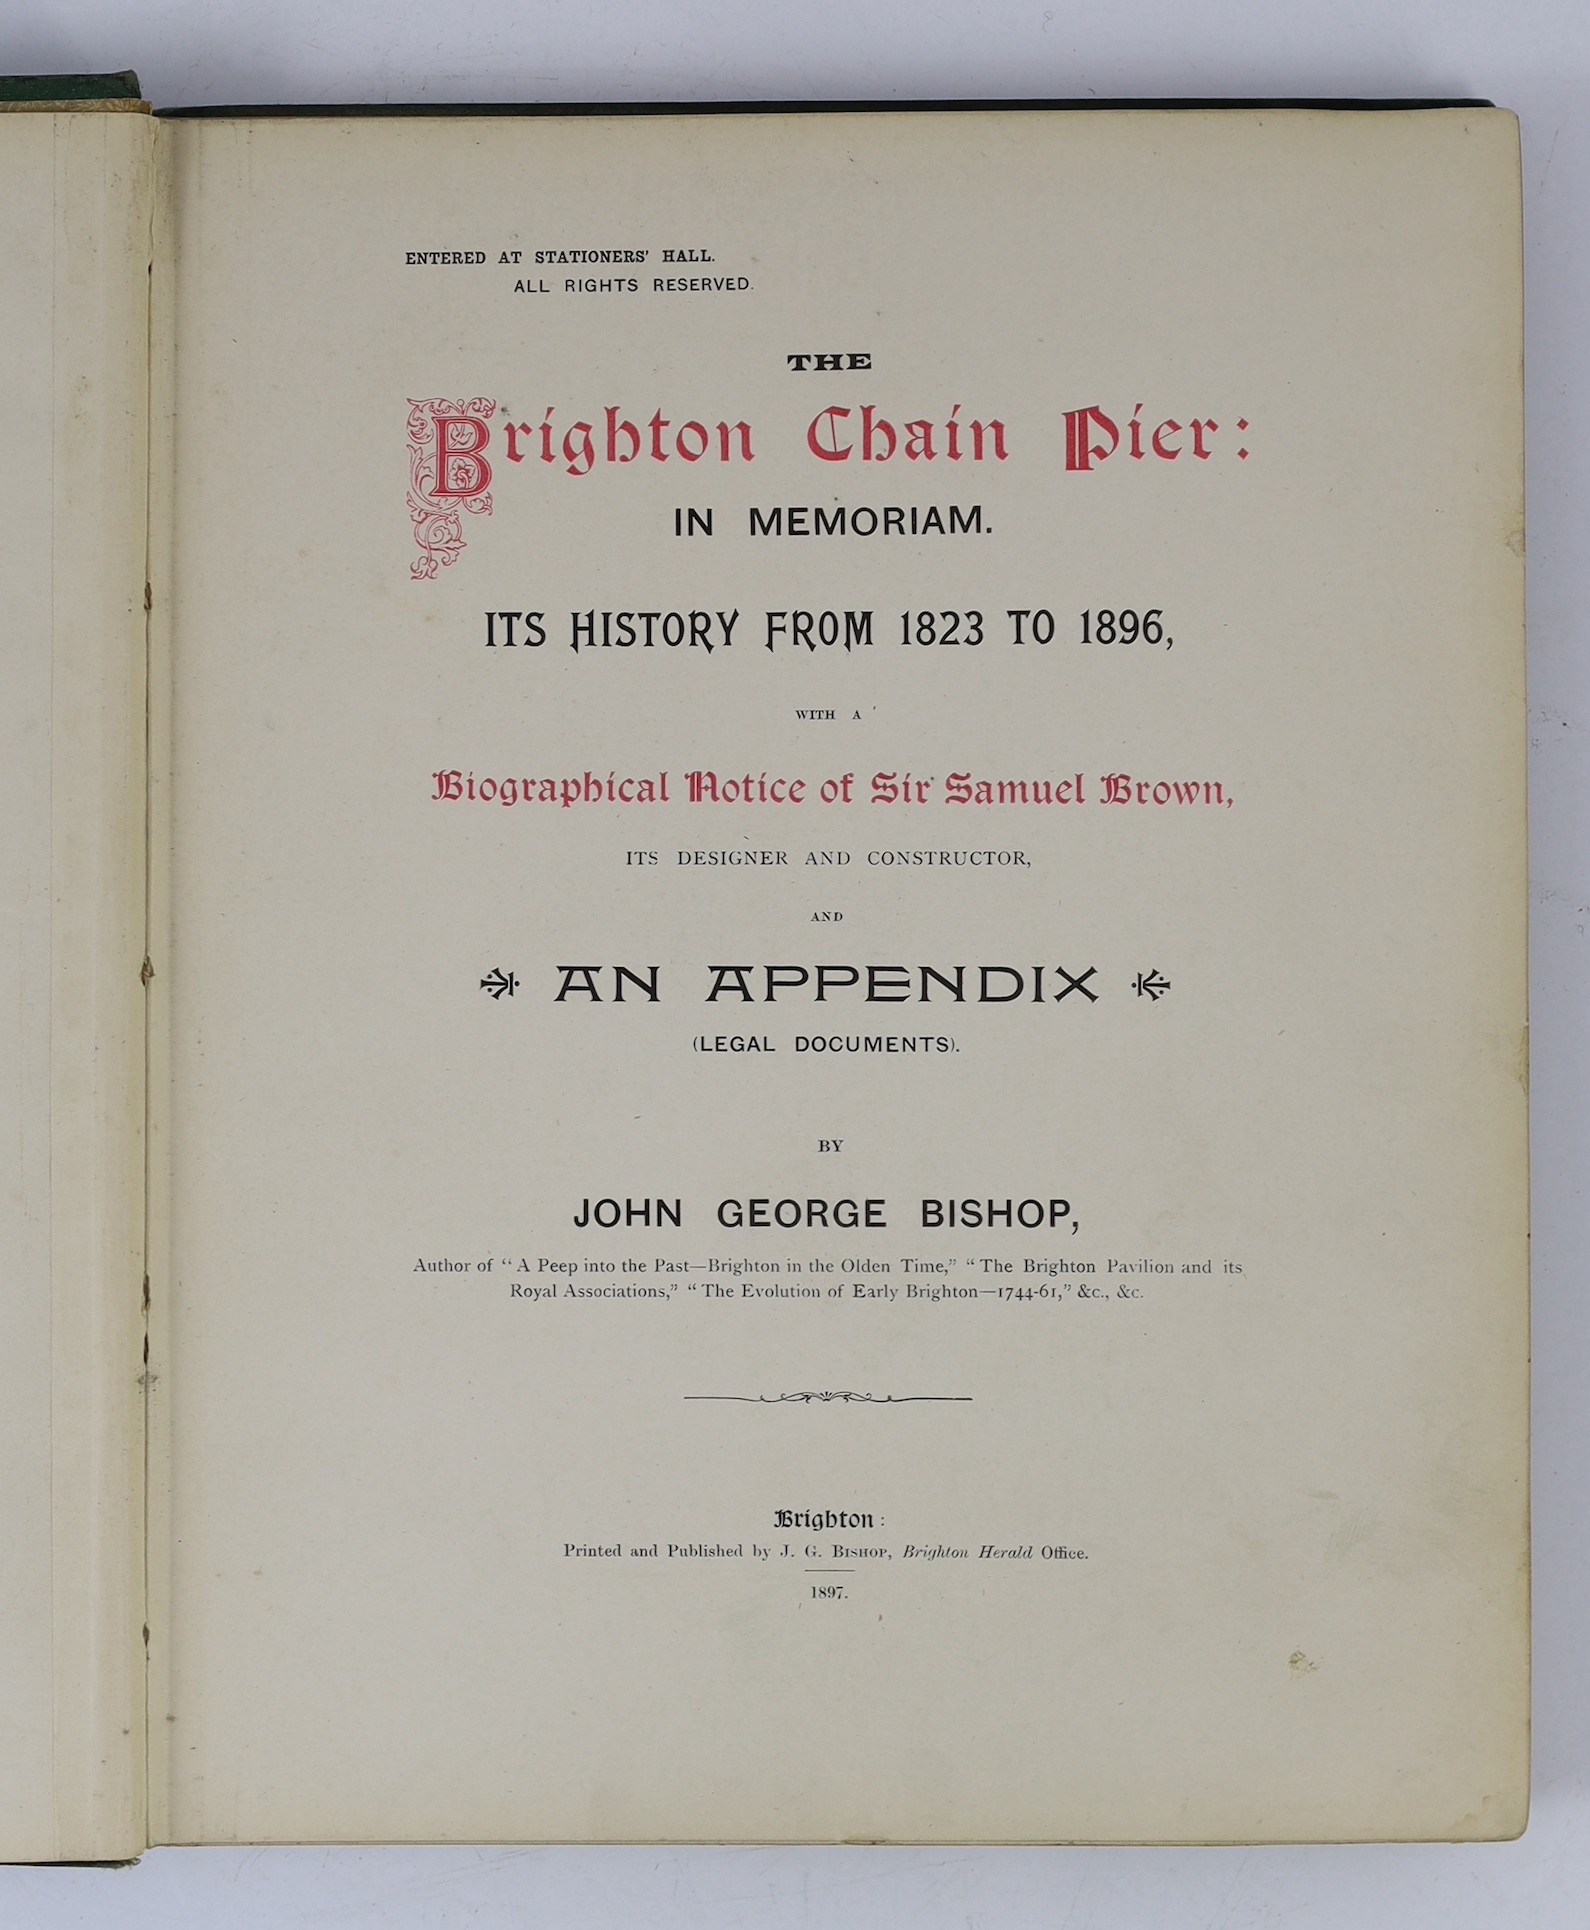 ENTERED AT STATIONERS' HALL.
ALL RIGHTS RESERVED.
THE
Brighton Chain Pier:
IN MEMORIAM.
ITS HISTORY FROM 1823 TO 1896,
WITH A
Biographical Notice of Sir Samuel Brown,
ITS DESIGNER AND CONSTRUCTOR,
AND
AN APPENDIX
(LEGAL DOCUMENTS).
BY
JOHN GEORGE BISHOP,
Author of "A Peep into the Past—Brighton in the Olden Time," "The Brighton Pavilion and its
Royal Associations," "The Evolution of Early Brighton—1744-61," &c., &c.
Brighton:
Printed and Published by J. G. BISHOP, Brighton Herald Office.
1897.